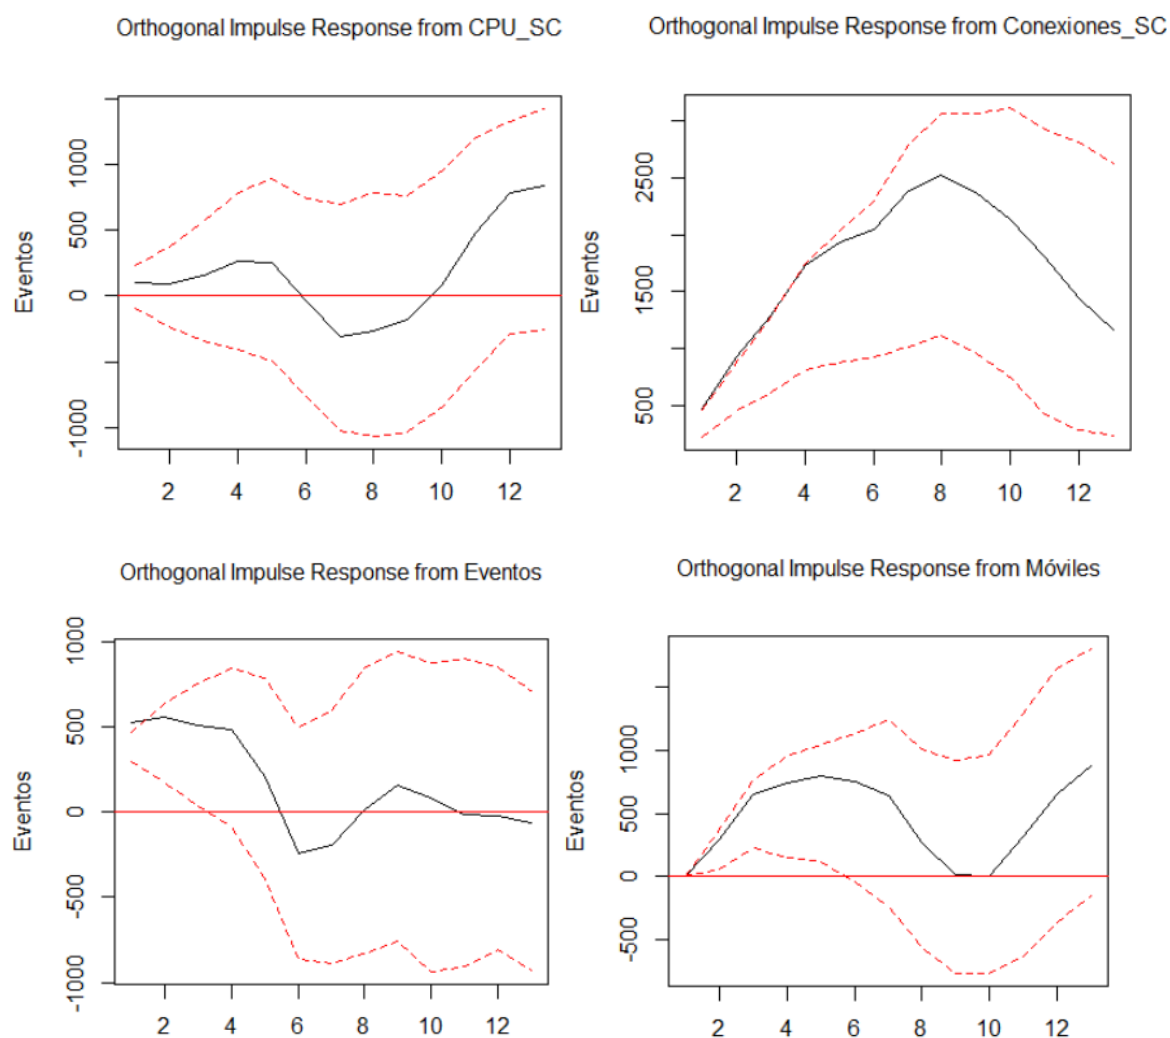 Orthogonal Impulse Response from CPU_SC
Eventos
1000
500
0
-1000
2 4 6 8 10 12
Orthogonal Impulse Response from Conexiones_SC
Eventos
2500
1500
500
2 4 6 8 10 12
Orthogonal Impulse Response from Eventos
Eventos
1000
500
0
-500
-1000
2 4 6 8 10 12
Orthogonal Impulse Response from Móviles
Eventos
1000
500
0
-500
2 4 6 8 10 12